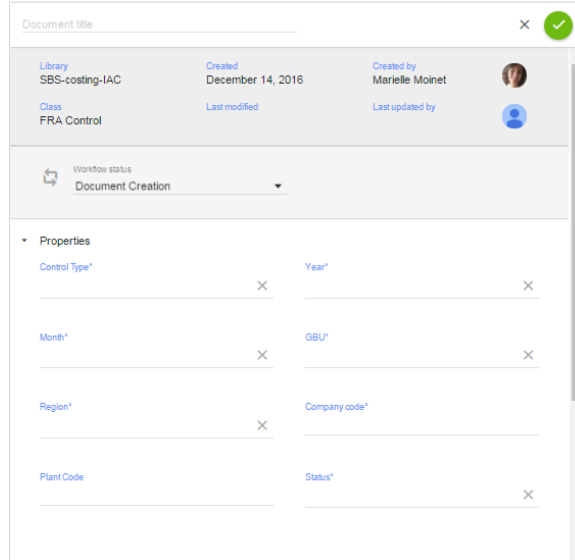 Document title
Library
Created
Created by
SBS-costing-IAC
December 14, 2016
Marielle Moinet
Class
Last modified
Last updated by
FRA Control
Workflow status
Document Creation
Properties
Control Type*
Year*
Month*
GBU*
Region*
Company code*
Plant Code
Status*